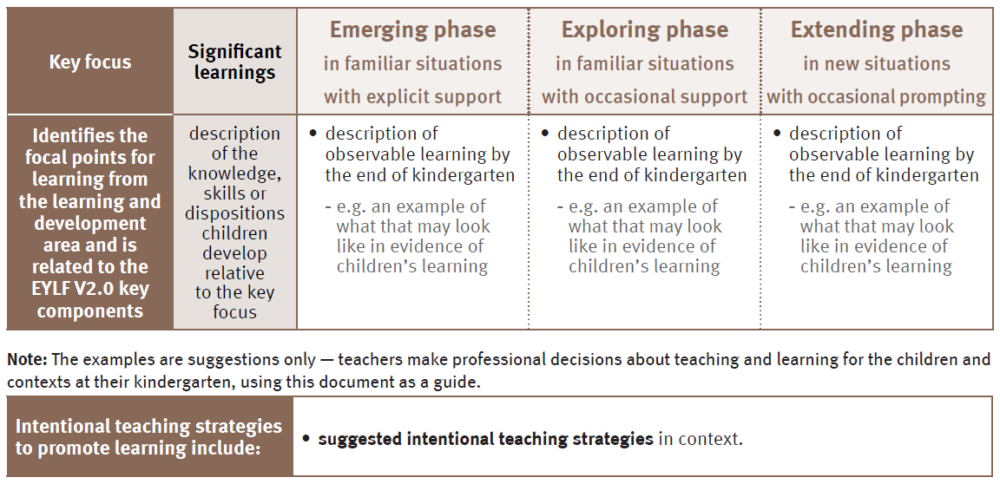 Key focus
Significant
learnings
Emerging phase
in familiar situations
with explicit support
Exploring phase
in familiar situations
with occasional support
Extending phase
in new situations
with occasional prompting
Identifies the
focal points for
learning from
the learning and
development
area and is
related to the
EYLF V2.0 key
components
description
of the
knowledge,
skills or
dispositions
children
develop
relative
to the key
focus
• description of
observable learning by
the end of kindergarten
- e.g. an example of
what that may look
like in evidence of
children’s learning
• description of
observable learning by
the end of kindergarten
- e.g. an example of
what that may look
like in evidence of
children’s learning
• description of
observable learning by
the end of kindergarten
- e.g. an example of
what that may look
like in evidence of
children’s learning
Note: The examples are suggestions only — teachers make professional decisions about teaching and learning for the children and
contexts at their kindergarten, using this document as a guide.
Intentional teaching strategies
to promote learning include:
• suggested intentional teaching strategies in context.